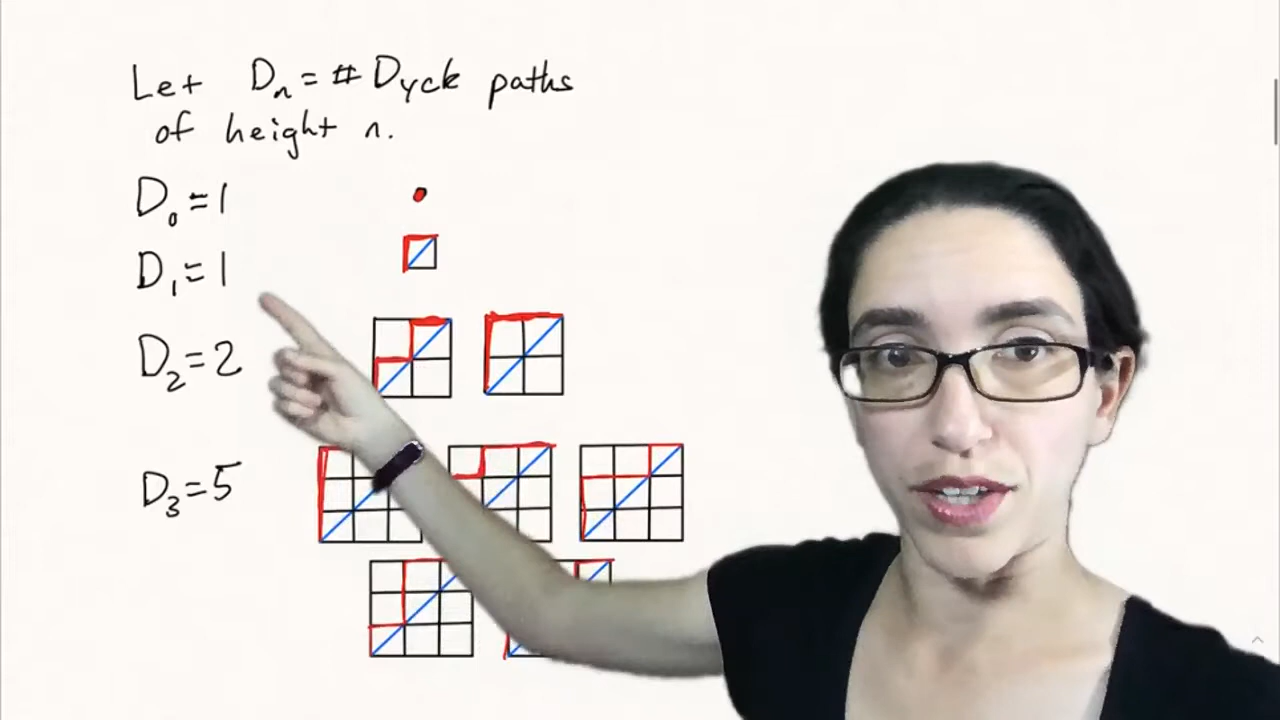 Let Dₙ = # Dyck paths
of height n.
D₀ = 1
D₁ = 1
D₂ = 2
D₃ = 5